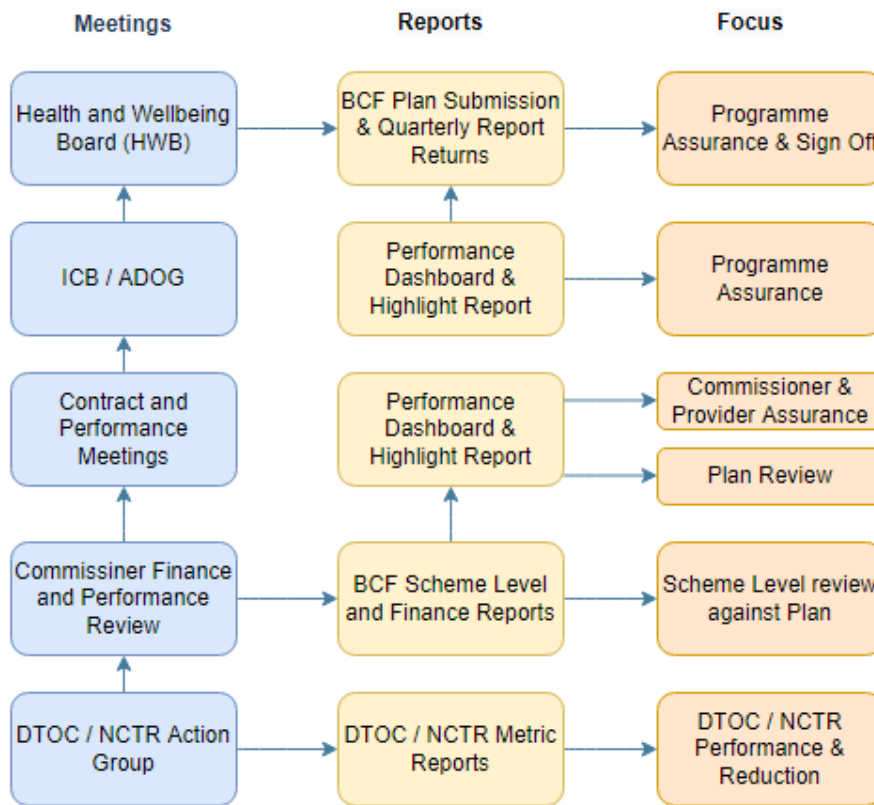 Meetings
Reports
Focus
Health and Wellbeing
Board (HWB)
BCF Plan Submission
& Quarterly Report
Returns
Programme
Assurance & Sign Off
ICB / ADOG
Performance
Dashboard &
Highlight Report
Programme
Assurance
Contract and
Performance
Meetings
Performance
Dashboard &
Highlight Report
Commissioner &
Provider Assurance
Plan Review
Commissiner Finance
and Performance
Review
BCF Scheme Level
and Finance Reports
Scheme Level review
against Plan
DTOC / NCTR Action
Group
DTOC / NCTR Metric
Reports
DTOC / NCTR
Performance &
Reduction